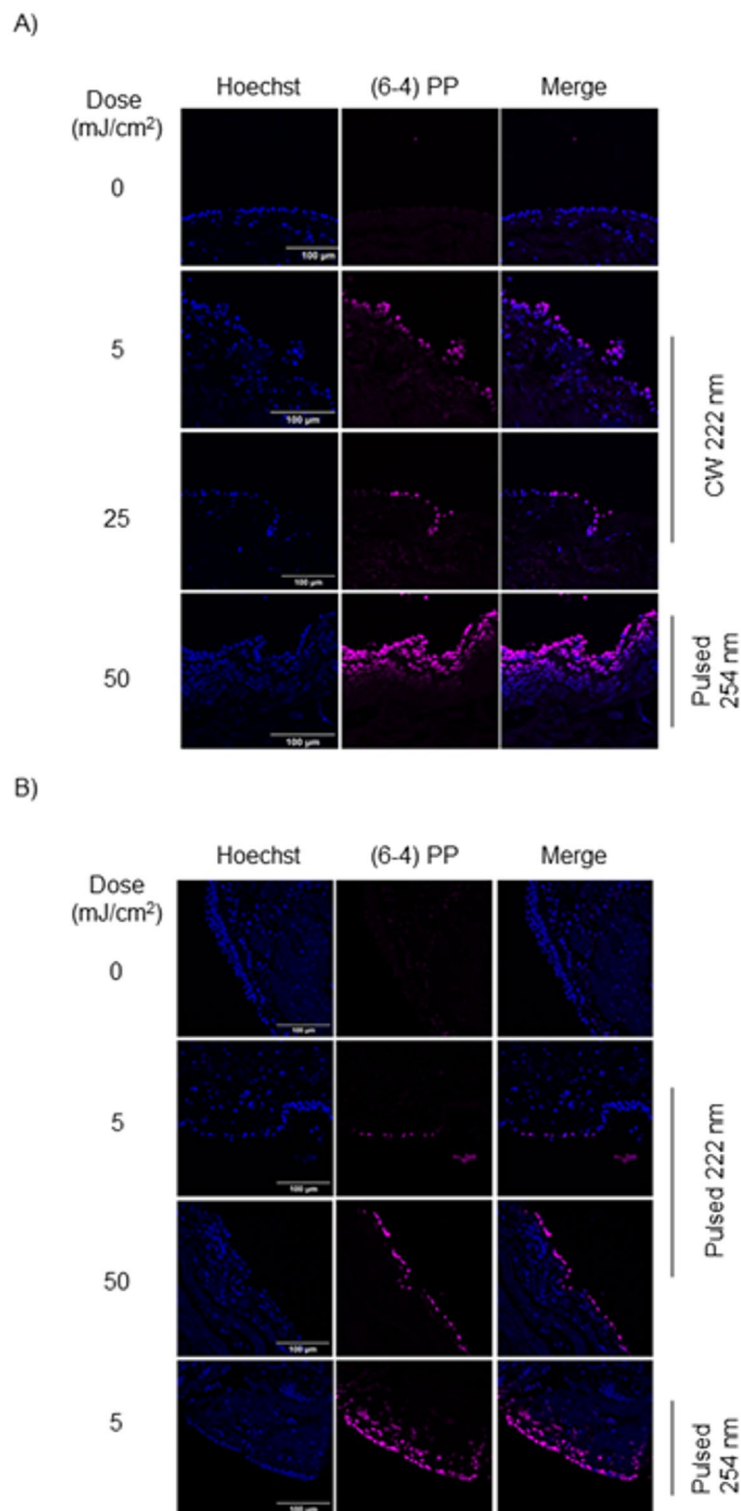 A)
Hoechst (6-4) PP Merge
Dose
(mJ/cm²)
0
100 µm
5
100 µm
25
100 µm
CW 222 nm
50
100 µm
Pulsed
254 nm
B)
Hoechst (6-4) PP Merge
Dose
(mJ/cm²)
0
100 µm
5
100 µm
Pulsed 222 nm
50
100 µm
5
100 µm
Pulsed
254 nm